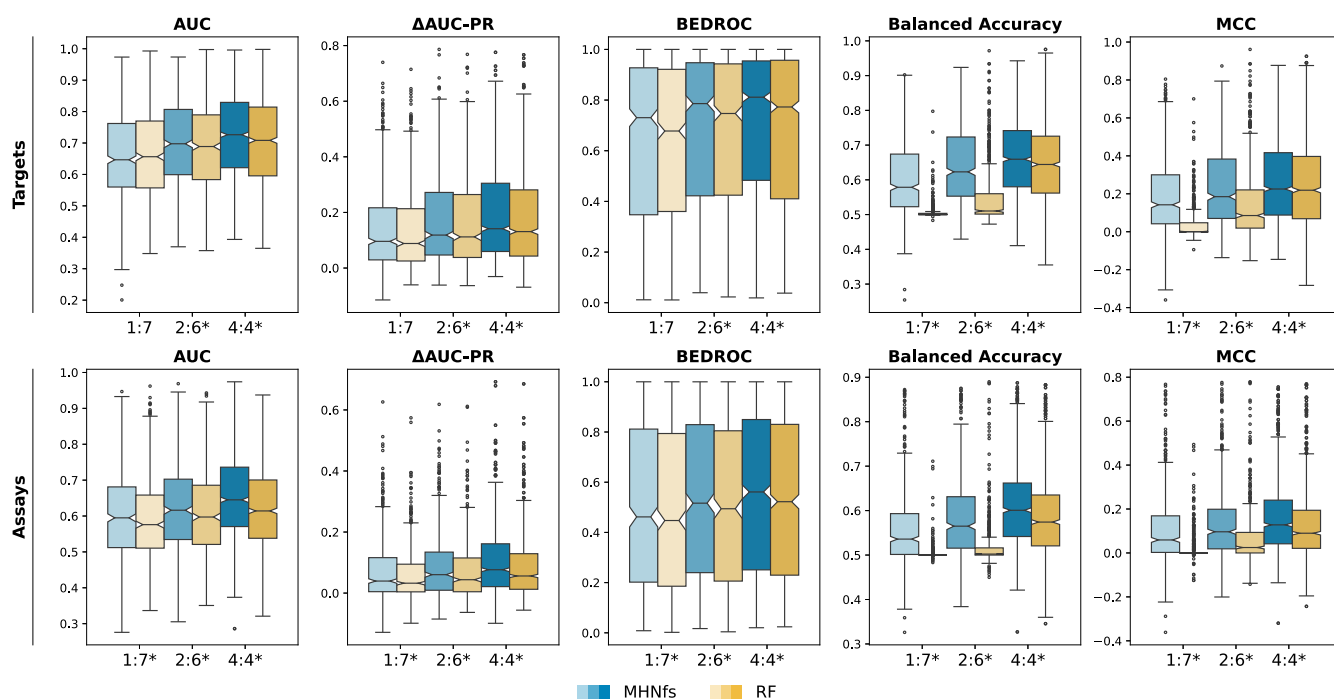 AUC ΔAUC-PR BEDROC Balanced Accuracy MCC
Targets
1.0 0.9 0.8 0.7 0.6 0.5 0.4 0.3 0.2
0.8 0.6 0.4 0.2 0.0
1.0 0.8 0.6 0.4 0.2 0.0
1.0 0.9 0.8 0.7 0.6 0.5 0.4 0.3
1.0 0.8 0.6 0.4 0.2 0.0 −0.2 −0.4
1:7 2:6* 4:4* 1:7 2:6* 4:4* 1:7 2:6* 4:4* 1:7* 2:6* 4:4* 1:7* 2:6* 4:4*
AUC ΔAUC-PR BEDROC Balanced Accuracy MCC
Assays
1.0 0.9 0.8 0.7 0.6 0.5 0.4 0.3
0.6 0.4 0.2 0.0
1.0 0.8 0.6 0.4 0.2 0.0
0.9 0.8 0.7 0.6 0.5 0.4 0.3
0.8 0.6 0.4 0.2 0.0 −0.2 −0.4
1:7* 2:6* 4:4* 1:7* 2:6* 4:4* 1:7 2:6* 4:4* 1:7* 2:6* 4:4* 1:7* 2:6* 4:4*
MHNfs RF